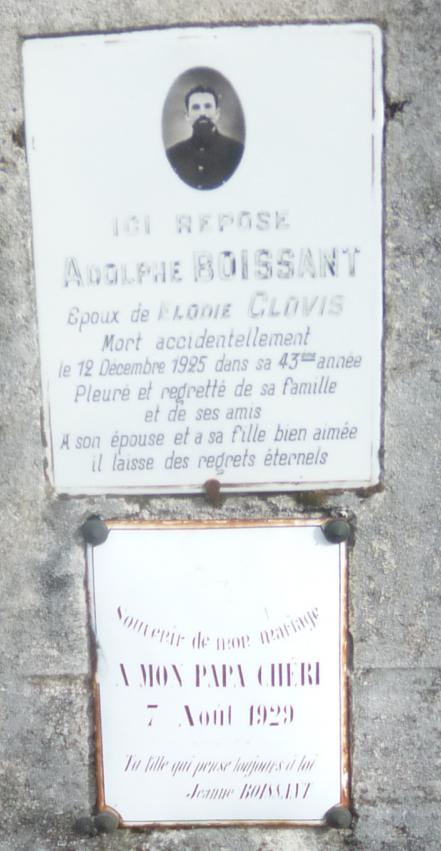 ICI REPOSE
ADOLPHE BOISSANT
Epoux de ELODIE CLOVIS
Mort accidentellement
le 12 Décembre 1925 dans sa 43ème année
Pleuré et regretté de sa famille
et de ses amis
A son épouse et a sa fille bien aimée
il laisse des regrets éternels
Souvenir de mon mariage
A MON PAPA CHÉRI
7 Août 1929
Ta fille qui pense toujours à toi
Jeanne BOISSANT